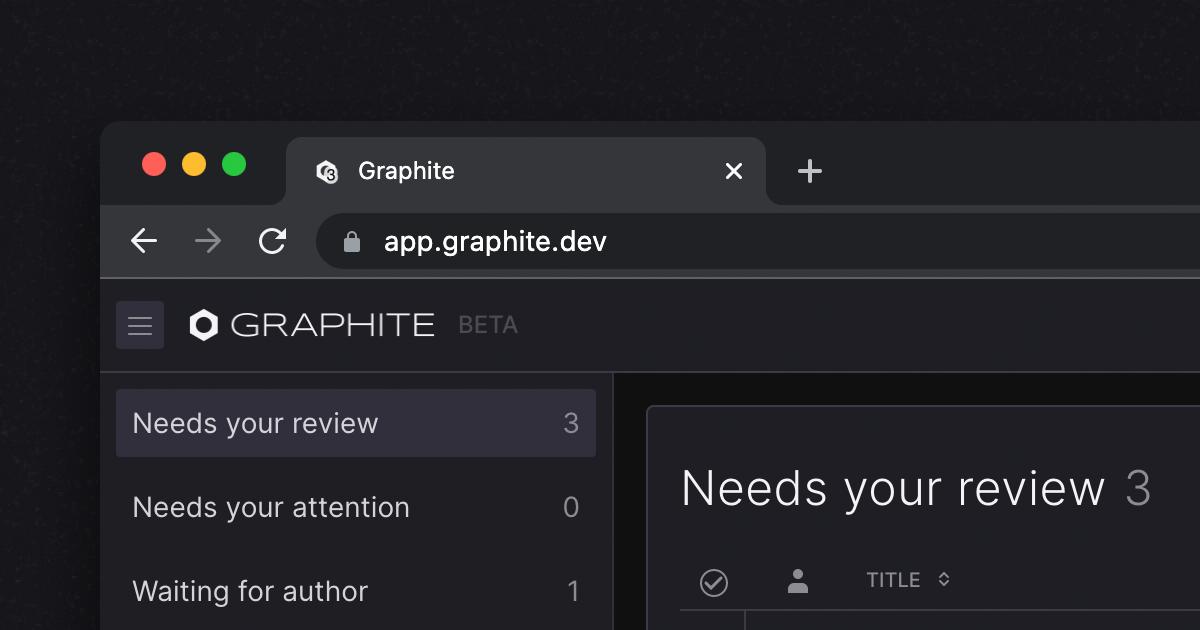 3 Graphite
app.graphite.dev
GRAPHITE BETA
Needs your review 3
Needs your attention 0
Waiting for author 1
Needs your review 3
TITLE